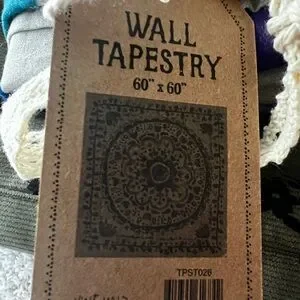 WALL
TAPESTRY
60" x 60"
TPST026